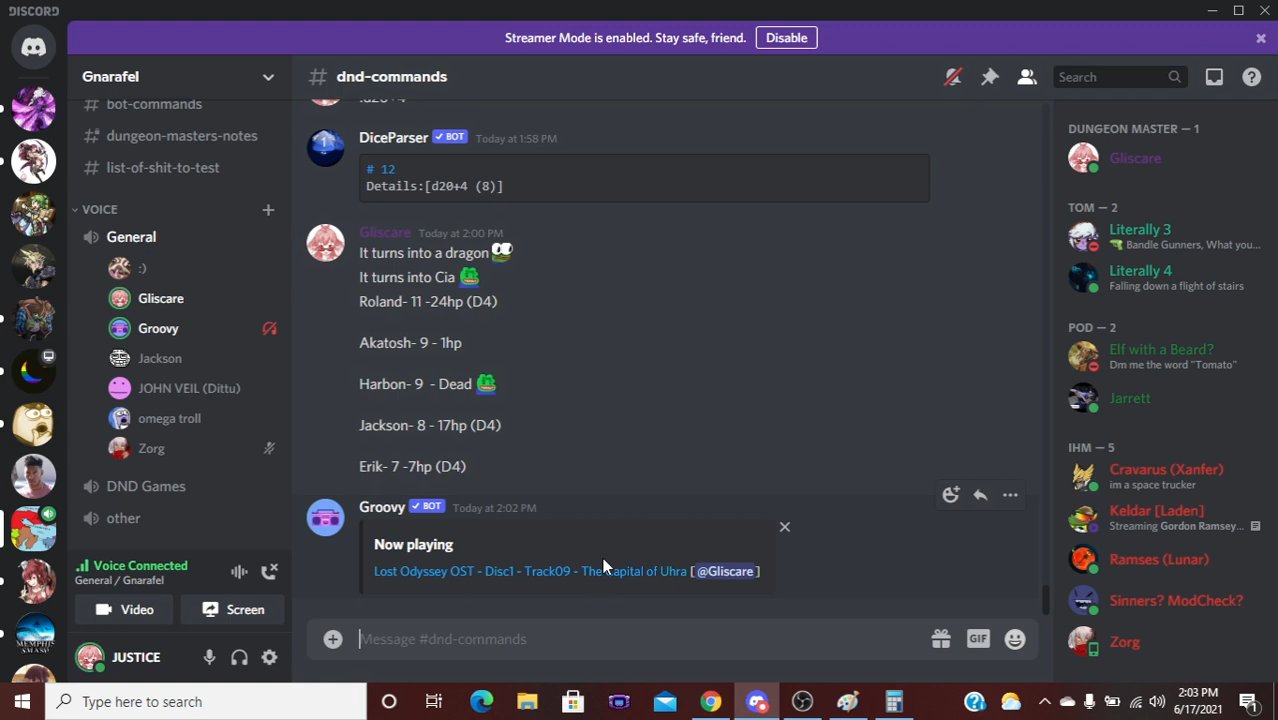 DISCORD
Streamer Mode is enabled. Stay safe, friend. Disable
Gnarafel
# dnd-commands
Search
# bot-commands
# dungeon-masters-notes
# list-of-shit-to-test
VOICE
General
:)
Gliscare
Groovy
Jackson
JOHN VEIL (Dittu)
omega troll
Zorg
DND Games
other
Voice Connected
General / Gnarafel
Video
Screen
JUSTICE
DiceParser BOT Today at 1:58 PM
# 12
Details:[d20+4 (8)]
Gliscare Today at 2:00 PM
It turns into a dragon
It turns into Cia
Roland- 11 -24hp (D4)
Akatosh- 9 - 1hp
Harbon- 9 - Dead
Jackson- 8 - 17hp (D4)
Erik- 7 -7hp (D4)
Groovy BOT Today at 2:02 PM
Now playing
Lost Odyssey OST - Disc1 - Track09 - The Capital of Uhra [@Gliscare]
Message #dnd-commands
GIF
DUNGEON MASTER — 1
Gliscare
TOM — 2
Literally 3
Bandle Gunners, What you...
Literally 4
Falling down a flight of stairs
POD — 2
Elf with a Beard?
Dm me the word "Tomato"
Jarrett
IHM — 5
Cravarus (Xanfer)
im a space trucker
Keldar [Laden]
Streaming Gordon Ramsey...
Ramses (Lunar)
Sinners? ModCheck?
Zorg
Type here to search
2:03 PM
6/17/2021